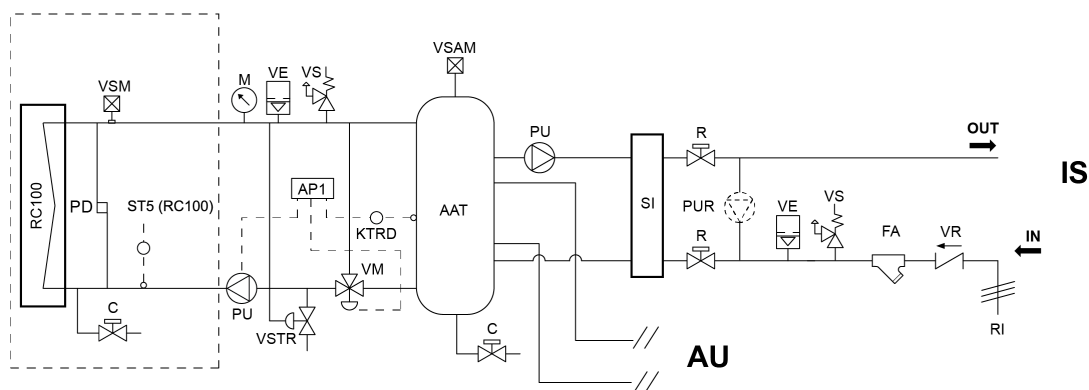 VSAM
M
VE
VS
VSM
PU
R
OUT
IS
RC100
PD
ST5 (RC100)
AP1
KTRD
AAT
SI
PUR
VE
VS
R
FA
VR
IN
VM
C
PU
VSTR
C
RI
AU